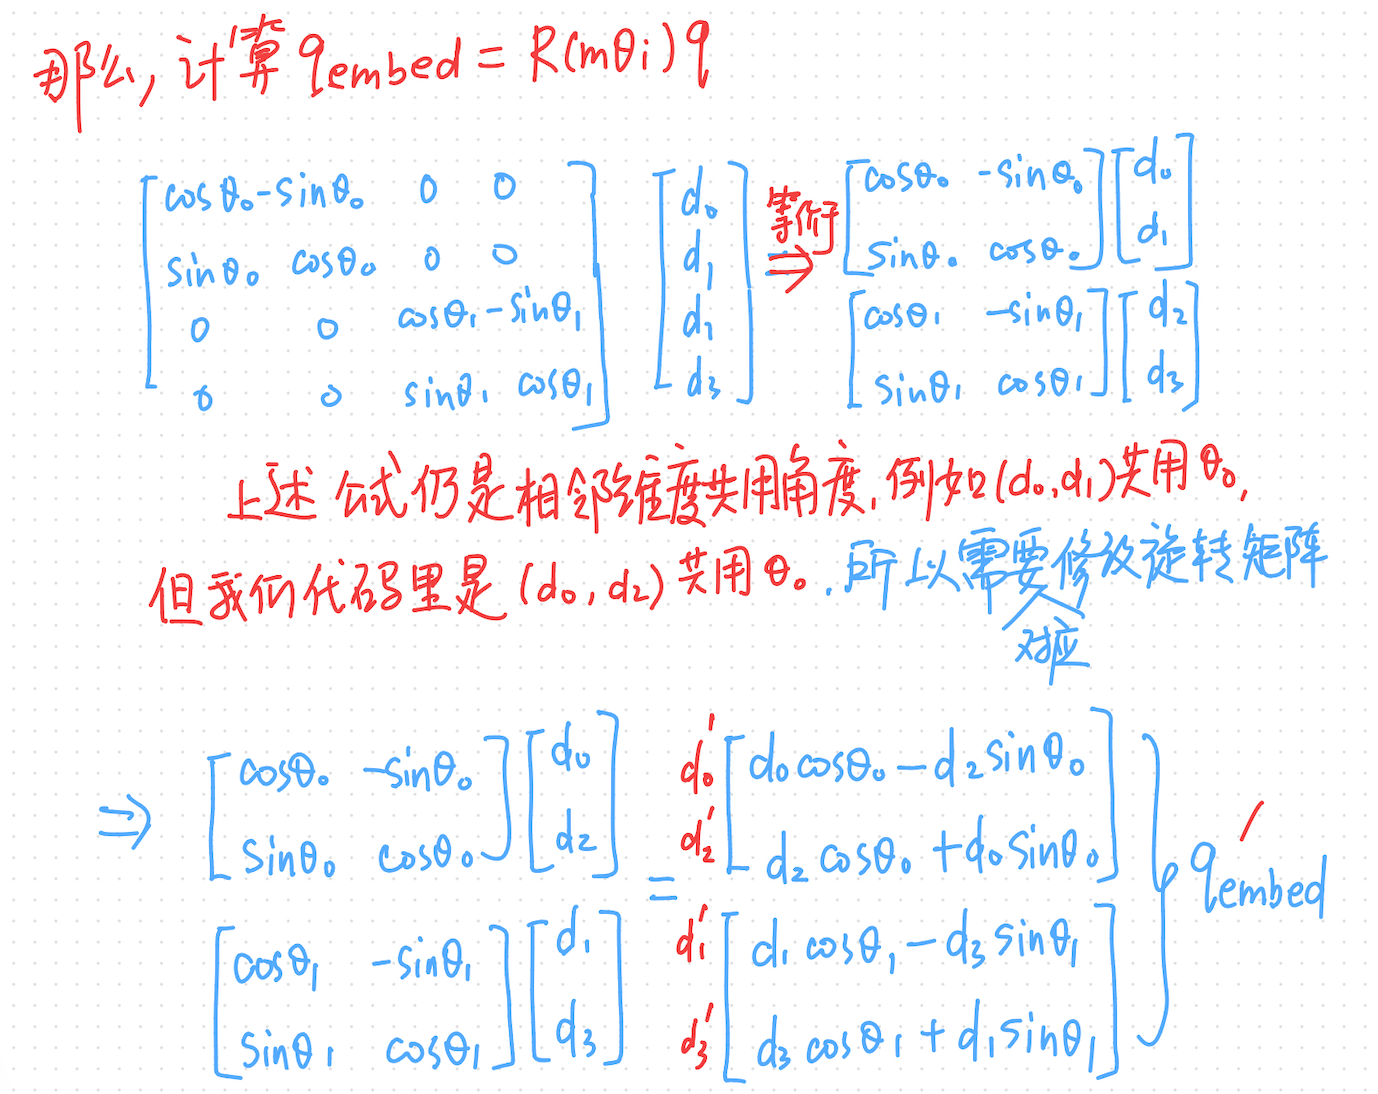 那么, 计算 q_embed = R(mθi)q
[cosθ₀ -sinθ₀ 0 0] [d₀] 等价于 [cosθ₀ -sinθ₀] [d₀]
[sinθ₀ cosθ₀ 0 0] [d₁] ⇒ [sinθ₀ cosθ₀] [d₁]
[0 0 cosθ₁ -sinθ₁] [d₂] [cosθ₁ -sinθ₁] [d₂]
[0 0 sinθ₁ cosθ₁] [d₃] [sinθ₁ cosθ₁] [d₃]
上述公式仍是相邻维度共用角度, 例如(d₀,d₁)共用θ₀,
但我们代码里是(d₀,d₂)共用θ₀. 所以需要修改旋转矩阵
对应
⇒ [cosθ₀ -sinθ₀] [d₀] = d₀′ [d₀cosθ₀ - d₂sinθ₀]
[sinθ₀ cosθ₀] [d₂] d₂′ [d₂cosθ₀ + d₀sinθ₀]
[cosθ₁ -sinθ₁] [d₁] d₁′ [d₁cosθ₁ - d₃sinθ₁]
[sinθ₁ cosθ₁] [d₃] d₃′ [d₃cosθ₁ + d₁sinθ₁]
} q′_embed